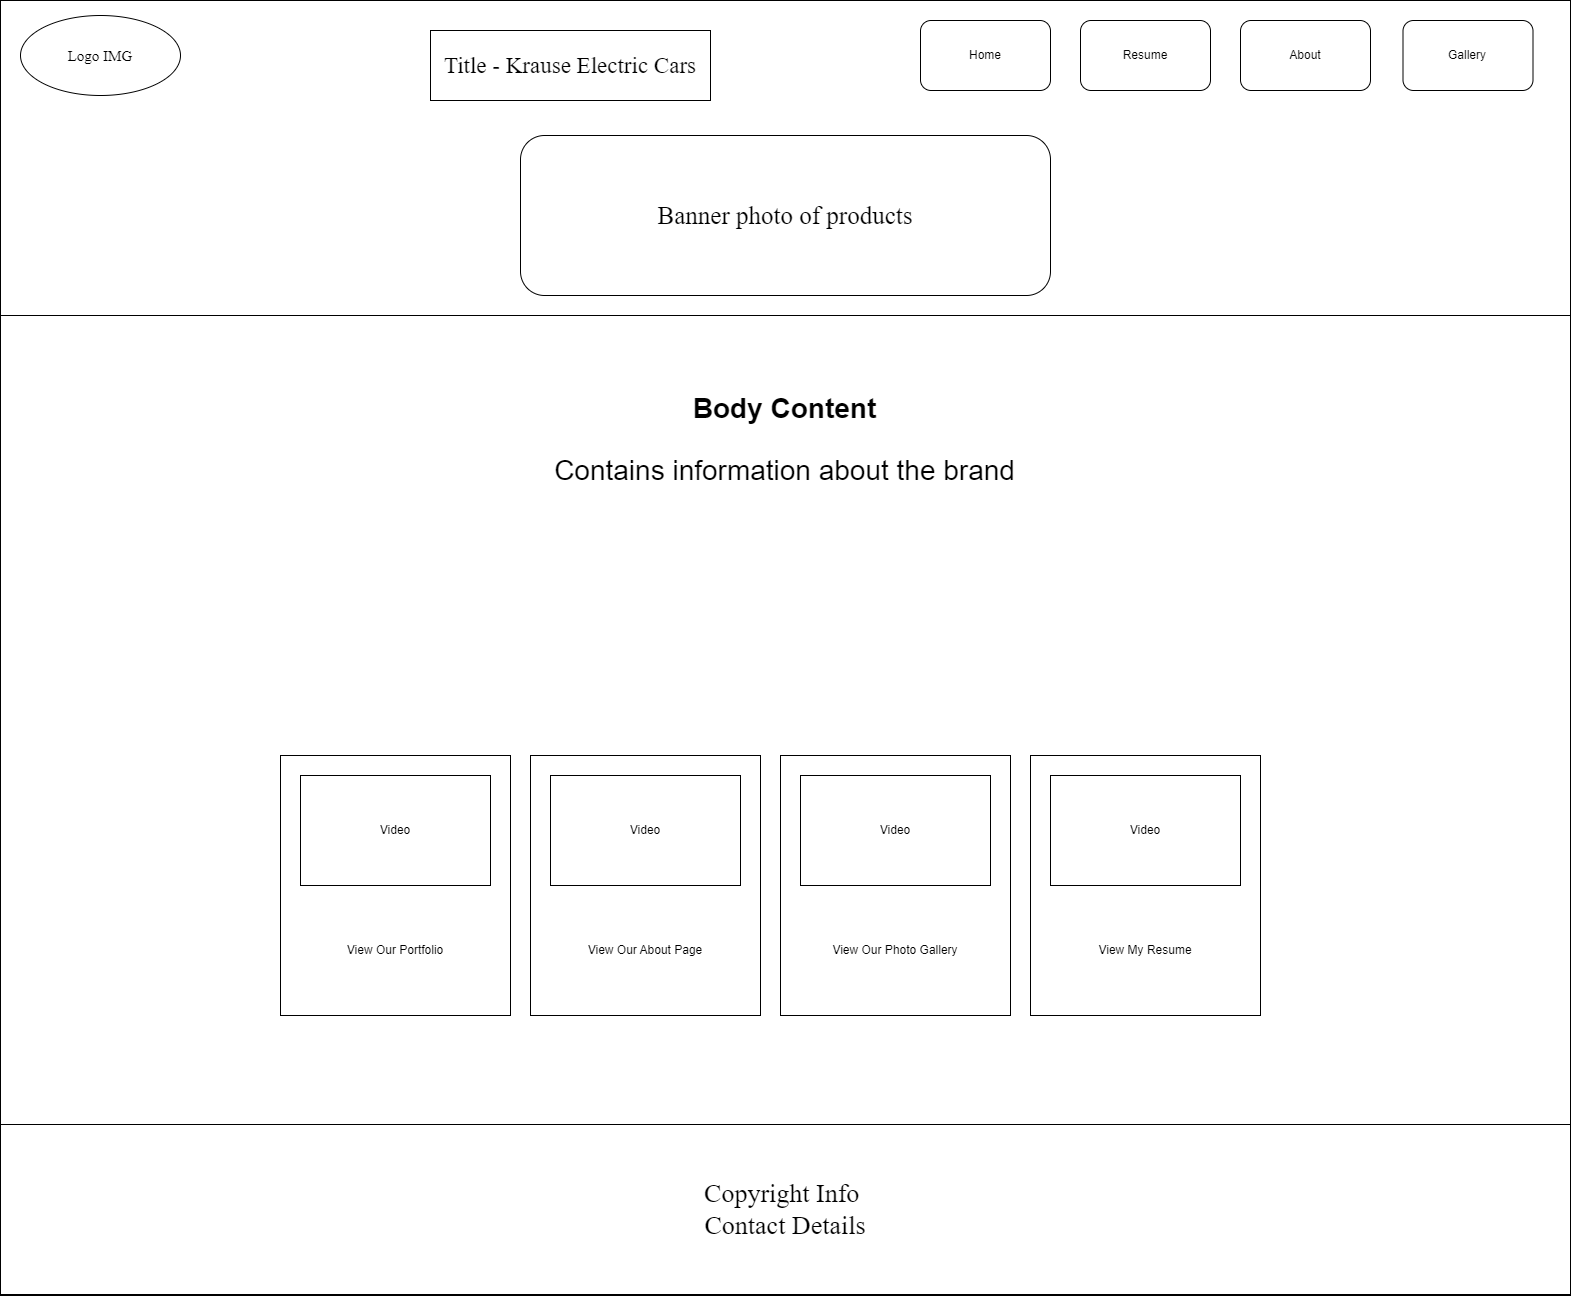 Logo IMG
Title - Krause Electric Cars
Home
Resume
About
Gallery
Banner photo of products
Body Content
Contains information about the brand
Video
Video
Video
Video
View Our Portfolio
View Our About Page
View Our Photo Gallery
View My Resume
Copyright Info
Contact Details